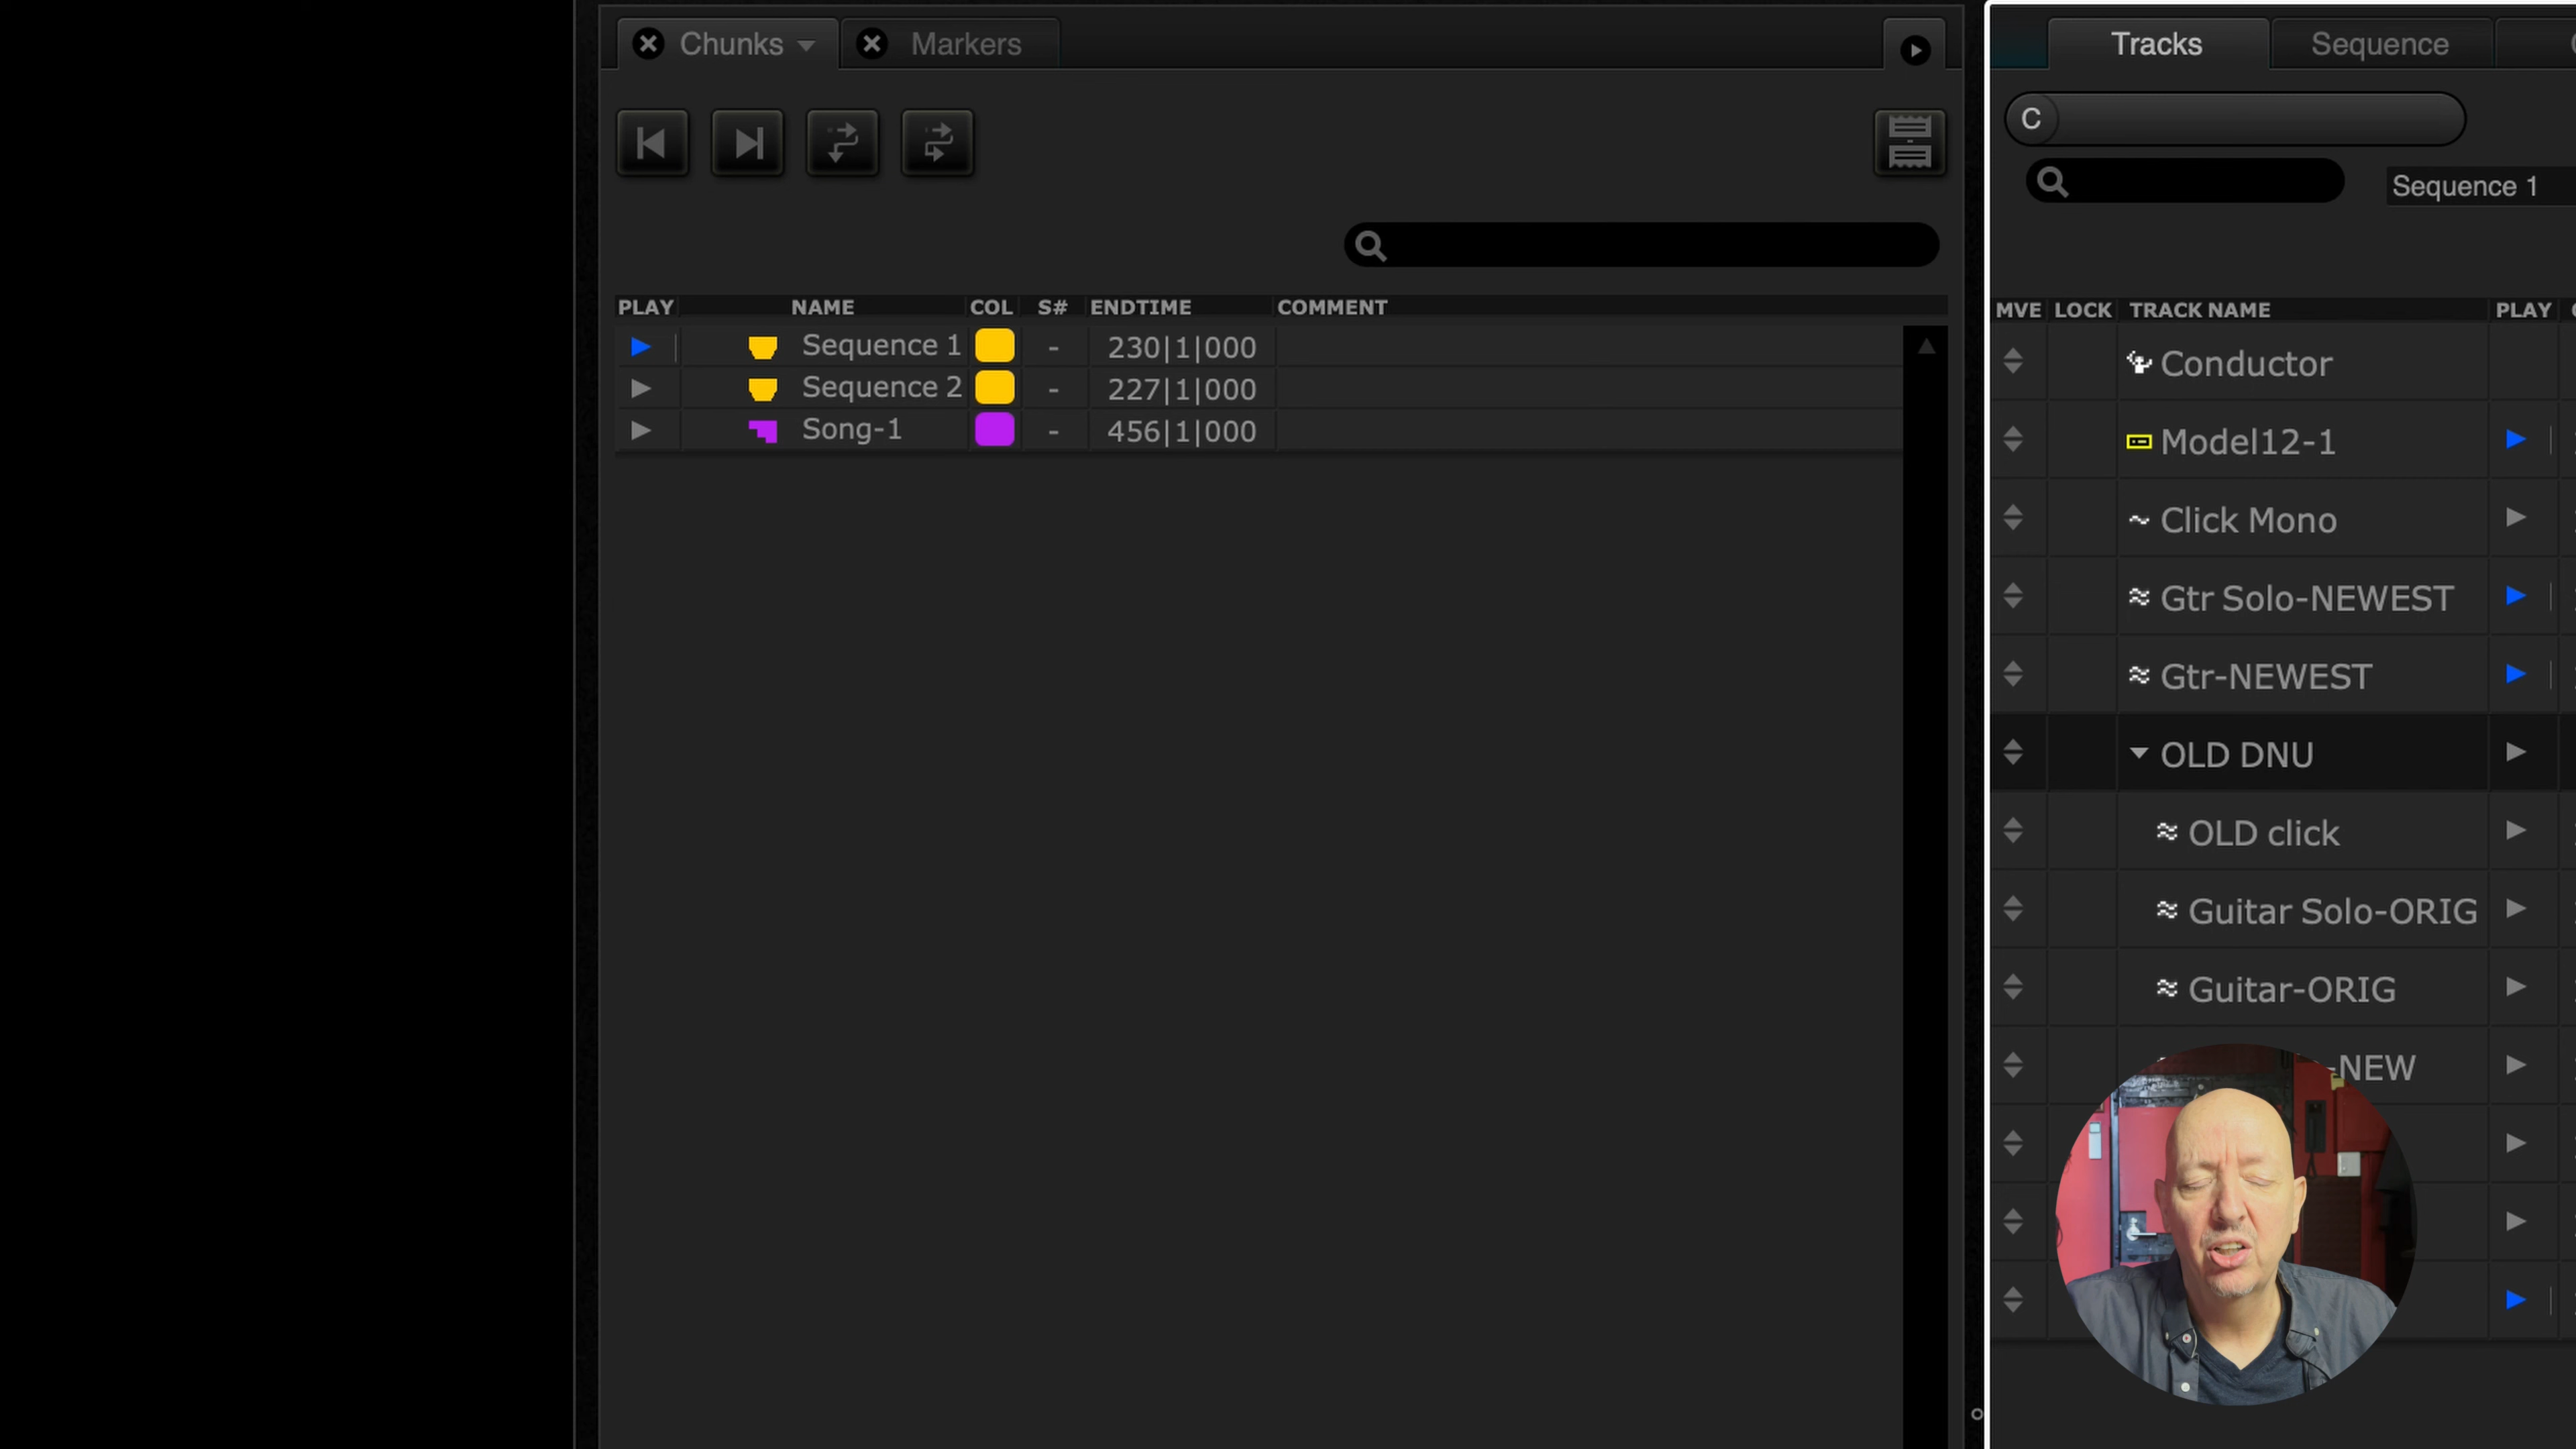 Chunks
Markers
PLAY NAME COL S# ENDTIME COMMENT
Sequence 1 - 230|1|000
Sequence 2 - 227|1|000
Song-1 - 456|1|000
Tracks
Sequence
C
Sequence 1
MVE LOCK TRACK NAME PLAY
Conductor
Model12-1
Click Mono
Gtr Solo-NEWEST
Gtr-NEWEST
OLD DNU
OLD click
Guitar Solo-ORIG
Guitar-ORIG
-NEW